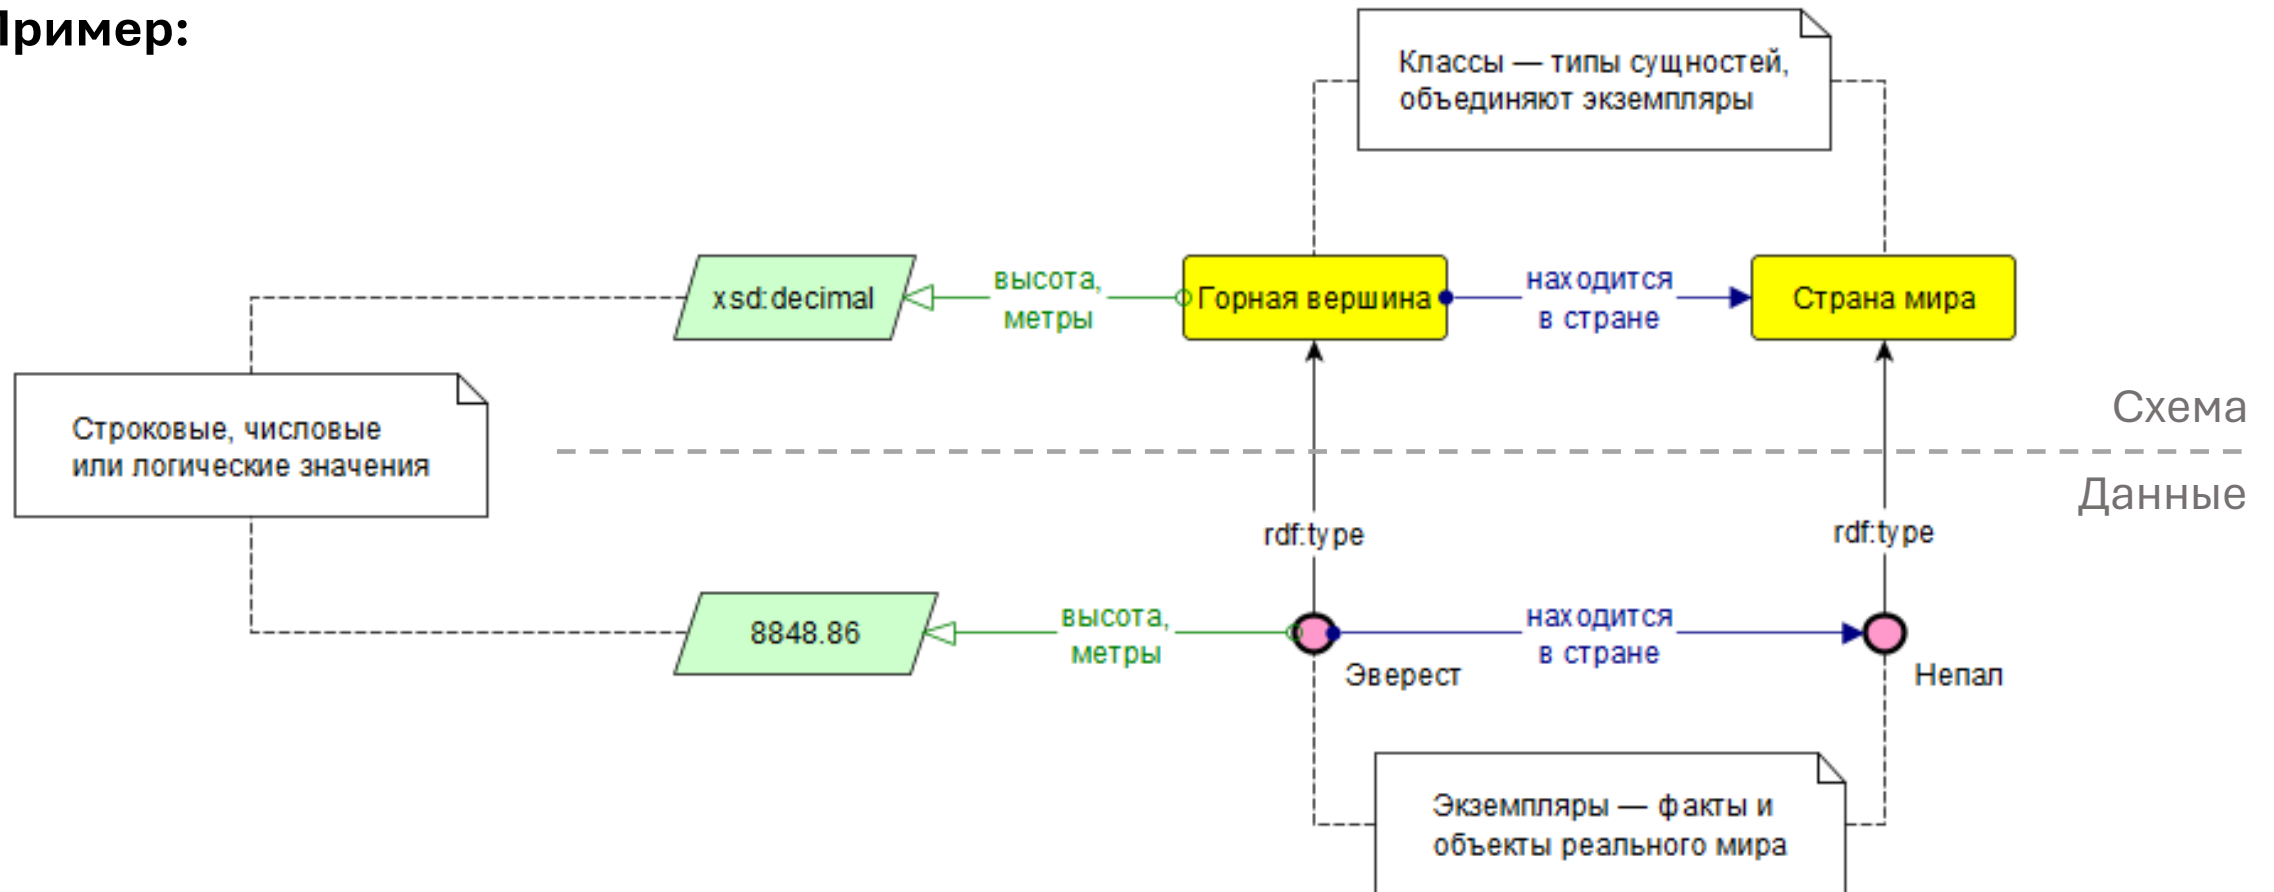 Пример:
Классы — типы сущностей,
объединяют экземпляры
xsd:decimal
высота,
метры
Горная вершина
находится
в стране
Страна мира
Схема
Строковые, числовые
или логические значения
Данные
rdf:type
rdf:type
8848.86
высота,
метры
находится
в стране
Эверест
Непал
Экземпляры — факты и
объекты реального мира